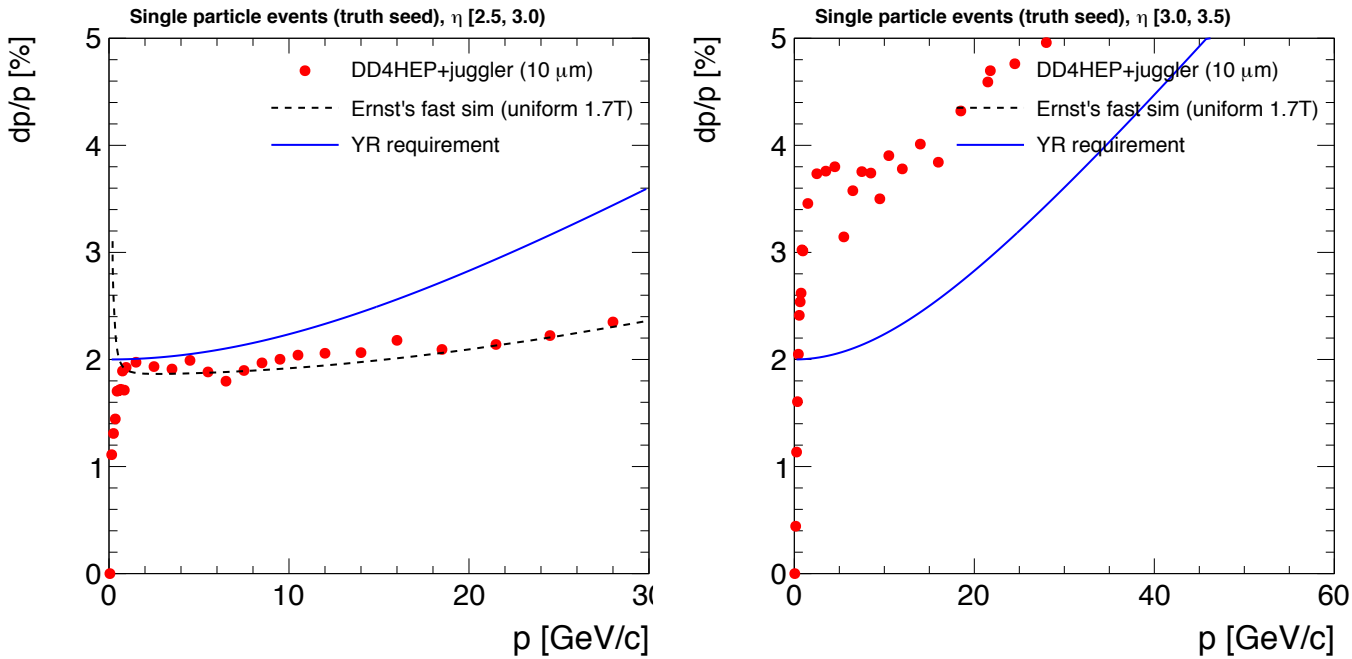 Single particle events (truth seed), η [2.5, 3.0)
dp/p [%]
5
4
3
2
1
0
DD4HEP+juggler (10 μm)
Ernst's fast sim (uniform 1.7T)
YR requirement
0
10
20
30
p [GeV/c]
Single particle events (truth seed), η [3.0, 3.5)
dp/p [%]
5
4
3
2
1
0
DD4HEP+juggler (10 μm)
Ernst's fast sim (uniform 1.7T)
YR requirement
0
20
40
60
p [GeV/c]